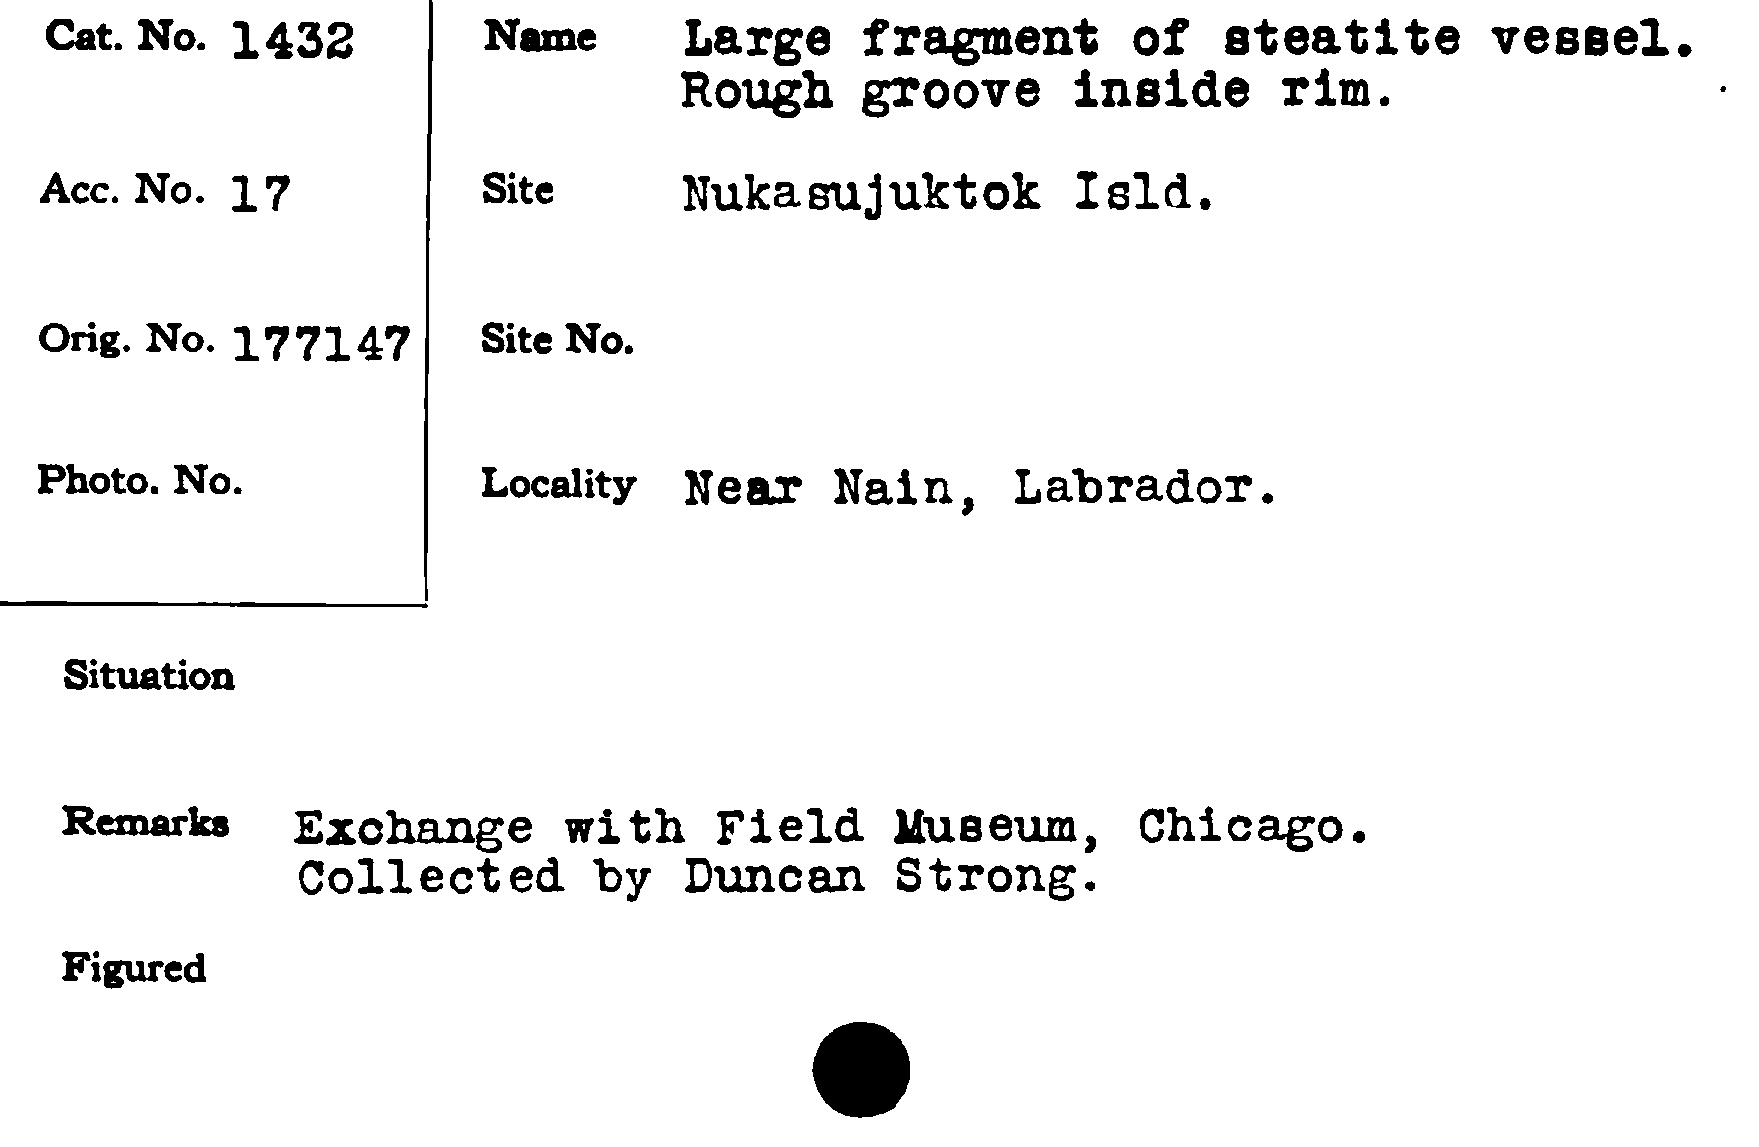 Cat. No. 1432
Name Large fragment of steatite vessel.
Rough groove inside rim.
Acc. No. 17
Site Nukasujuktok Isld.
Orig. No. 177147
Site No.
Photo. No.
Locality Near Nain, Labrador.
Situation
Remarks Exchange with Field Museum, Chicago.
Collected by Duncan Strong.
Figured